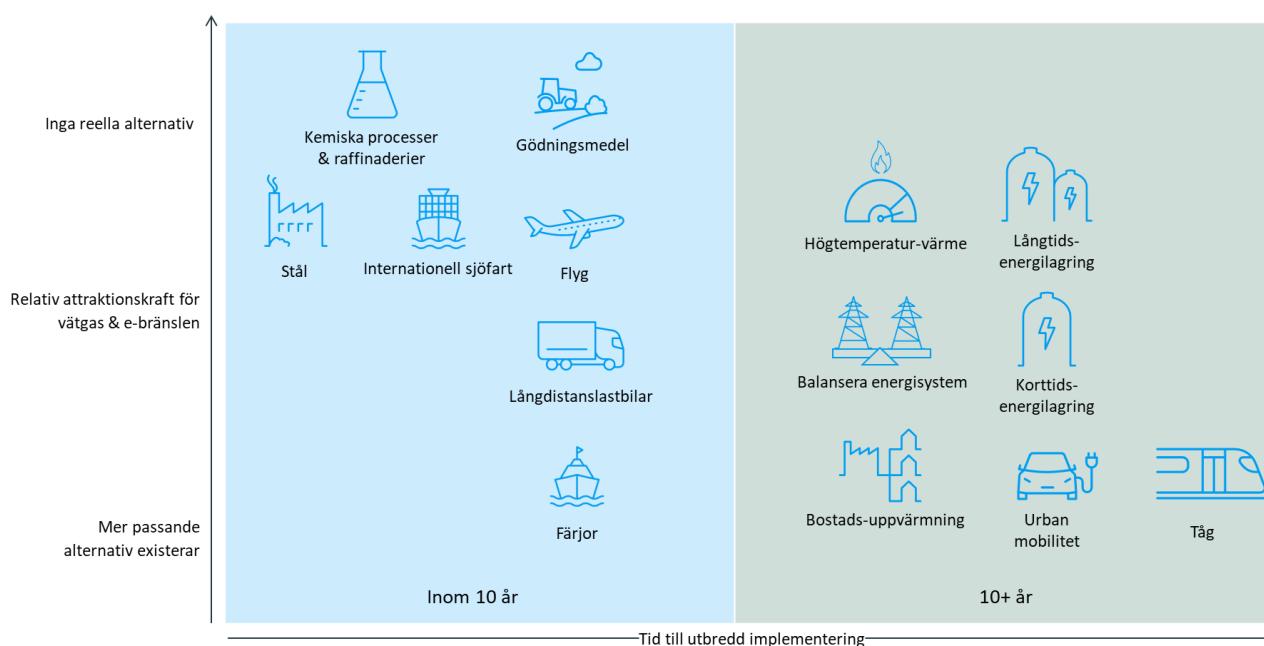 Inga reella alternativ
Kemiska processer
& raffinaderier
Gödningsmedel
Stål
Internationell sjöfart
Flyg
Högtemperatur-värme
Långtids-
energilagring
Relativ attraktionskraft för
vätgas & e-bränslen
Långdistanslastbilar
Balansera energisystem
Korttids-
energilagring
Mer passande
alternativ existerar
Färjor
Bostads-uppvärmning
Urban
mobilitet
Tåg
Inom 10 år
10+ år
Tid till utbredd implementering